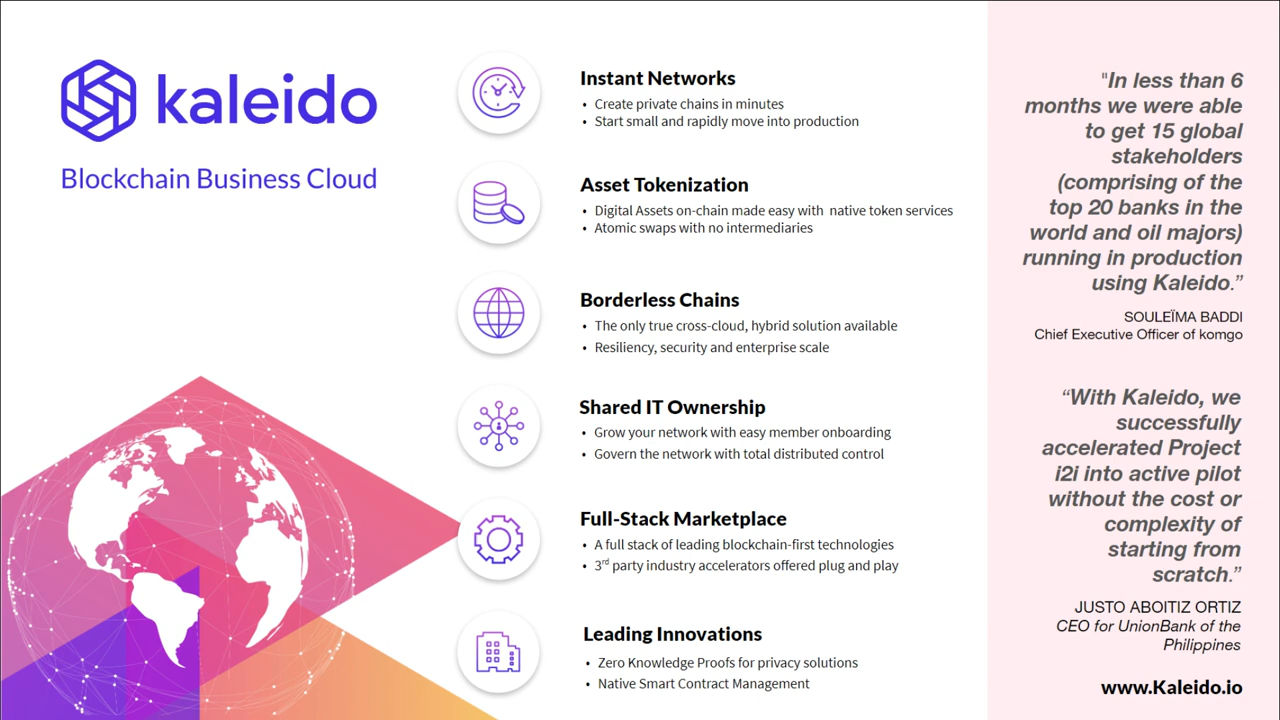 kaleido
Blockchain Business Cloud
Instant Networks
• Create private chains in minutes
• Start small and rapidly move into production
Asset Tokenization
• Digital Assets on-chain made easy with native token services
• Atomic swaps with no intermediaries
Borderless Chains
• The only true cross-cloud, hybrid solution available
• Resiliency, security and enterprise scale
Shared IT Ownership
• Grow your network with easy member onboarding
• Govern the network with total distributed control
Full-Stack Marketplace
• A full stack of leading blockchain-first technologies
• 3rd party industry accelerators offered plug and play
Leading Innovations
• Zero Knowledge Proofs for privacy solutions
• Native Smart Contract Management
"In less than 6
months we were able
to get 15 global
stakeholders
(comprising of the
top 20 banks in the
world and oil majors)
running in production
using Kaleido.”
SOULEÏMA BADDI
Chief Executive Officer of komgo
“With Kaleido, we
successfully
accelerated Project
i2i into active pilot
without the cost or
complexity of
starting from
scratch.”
JUSTO ABOITIZ ORTIZ
CEO for UnionBank of the
Philippines
www.Kaleido.io